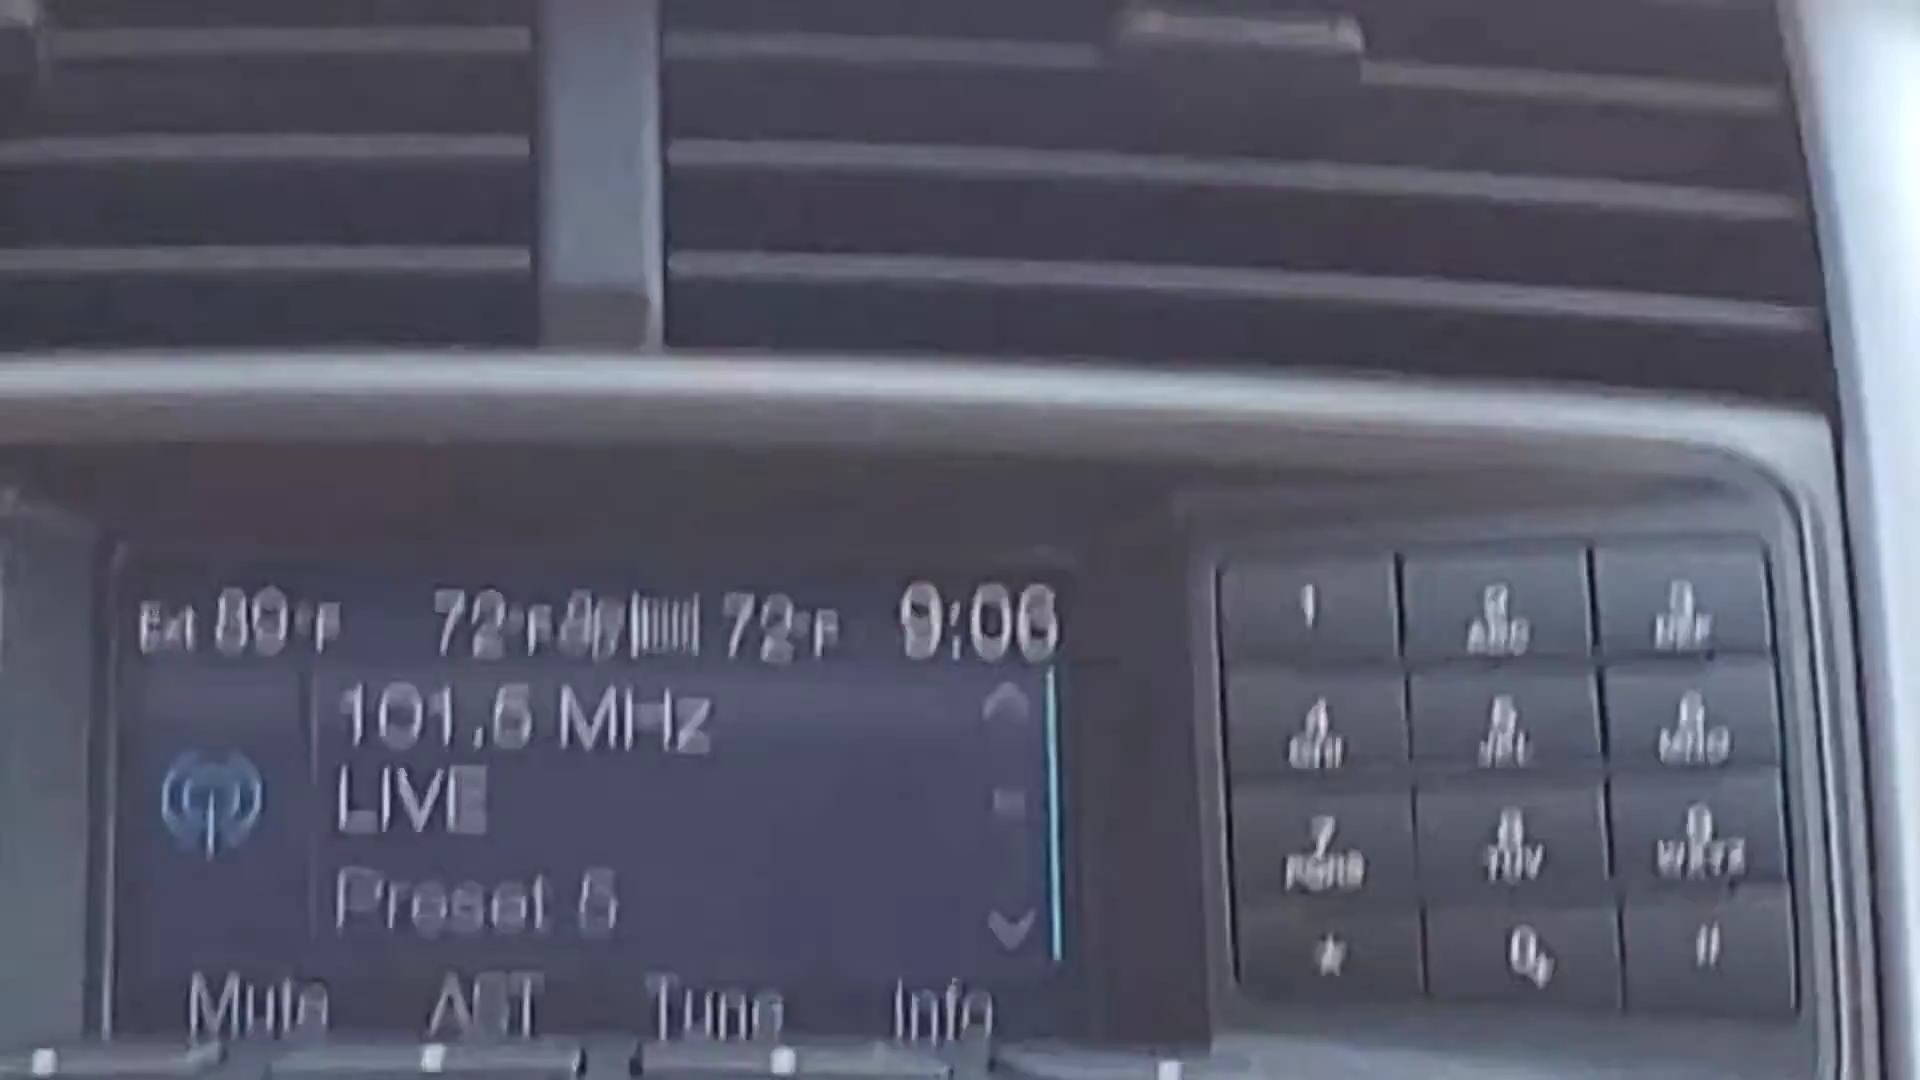 Ext 89°F 72°F 72°F 9:06
101.5 MHz
LIVE
Preset 5
Mute AST Tune Info
1 2 ABC 3 DEF
4 GHI 5 JKL 6 MNO
7 PQRS 8 TUV 9 WXYZ
* 0+ #